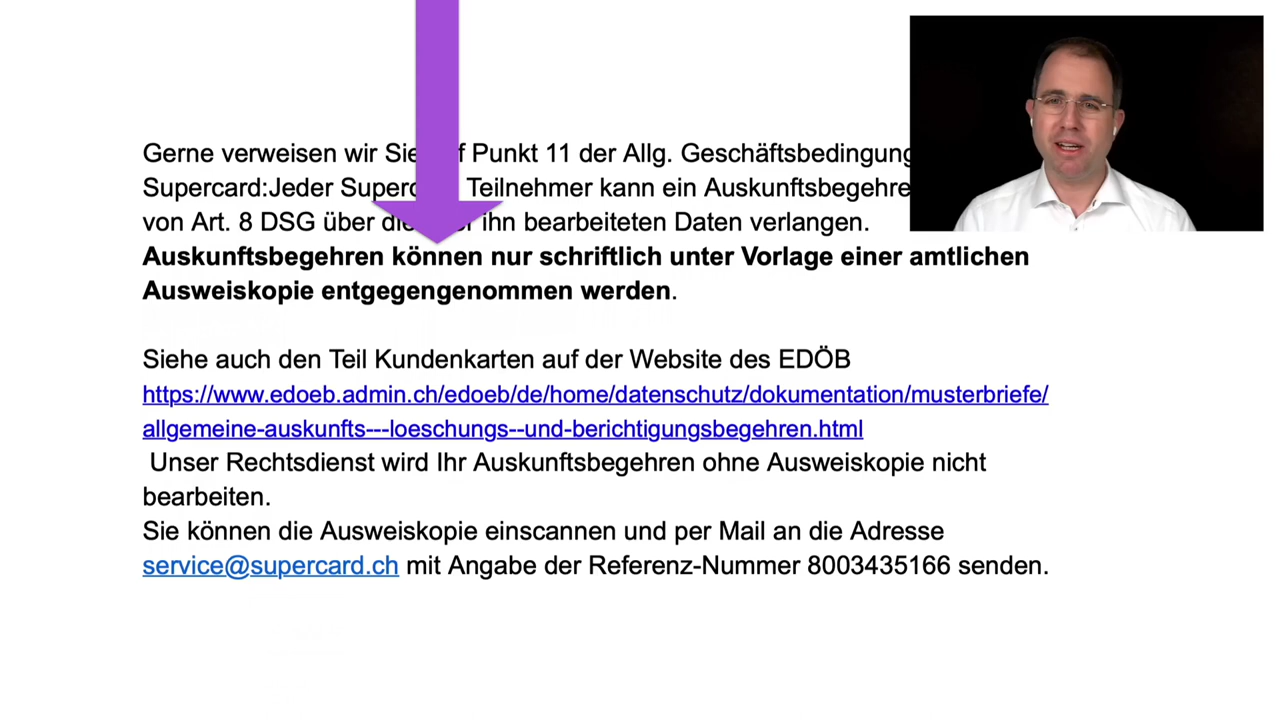 Gerne verweisen wir Sie Punkt 11 der Allg.
Supercard:Jeder Teilnehmer kann ein
von Art. 8 DSG über ihn bearbeiteten Daten verlangen.
Auskunftsbegehren können nur schriftlich unter Vorlage einer amtlichen
Ausweiskopie entgegengenommen werden.
Siehe auch den Teil Kundenkarten auf der Website des EDÖB
https://www.edoeb.admin.ch/edoeb/de/home/datenschutz/dokumentation/musterbriefe/
allgemeine-auskunfts---loeschungs--und-berichtigungsbegehren.html
Unser Rechtsdienst wird Ihr Auskunftsbegehren ohne Ausweiskopie nicht
bearbeiten.
Sie können die Ausweiskopie einscannen und per Mail an die Adresse
service@supercard.ch mit Angabe der Referenz-Nummer 8003435166 senden.